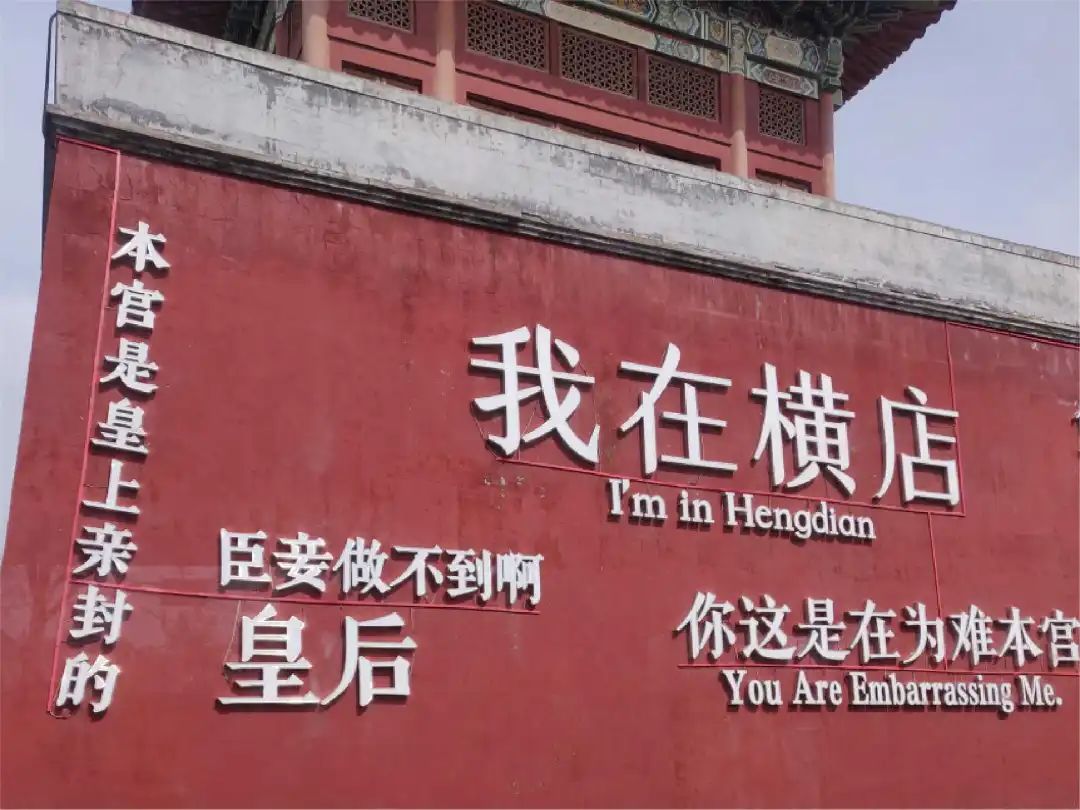 本宫是皇上亲封的
皇后
臣妾做不到啊
我在横店
I'm in Hengdian
你这是在为难本宫
You Are Embarrassing Me.